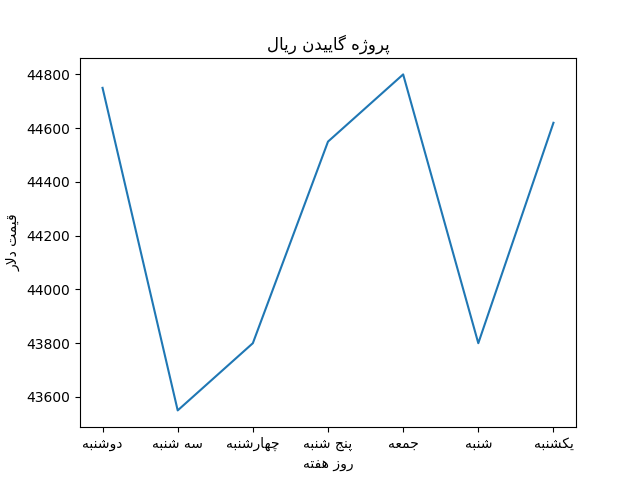 پروژه گاییدن ریال
44800
44600
44400
44200
44000
43800
43600
قیمت دلار
دوشنبه سه شنبه چهارشنبه پنج شنبه جمعه شنبه یکشنبه
روز هفته